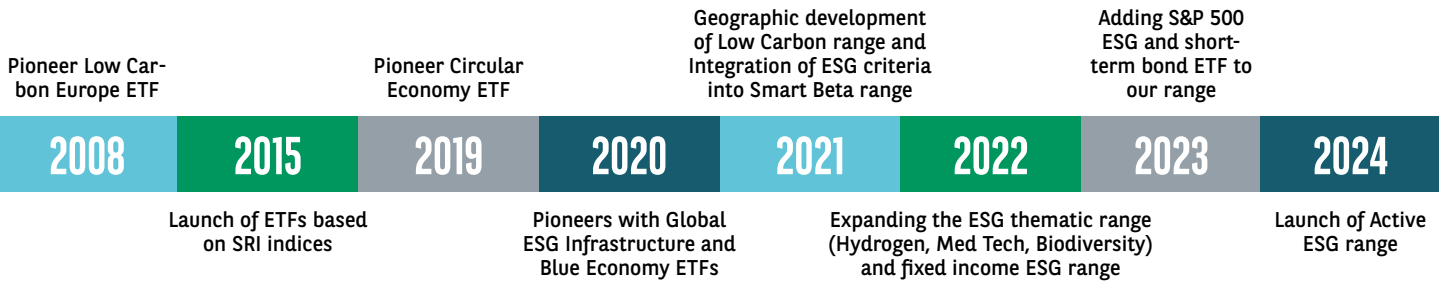 Pioneer Low Car-
bon Europe ETF
Pioneer Circular
Economy ETF
Geographic development
of Low Carbon range and
Integration of ESG criteria
into Smart Beta range
Adding S&P 500
ESG and short-
term bond ETF to
our range
2008
2015
2019
2020
2021
2022
2023
2024
Launch of ETFs based
on SRI indices
Pioneers with Global
ESG Infrastructure and
Blue Economy ETFs
Expanding the ESG thematic range
(Hydrogen, Med Tech, Biodiversity)
and fixed income ESG range
Launch of Active
ESG range